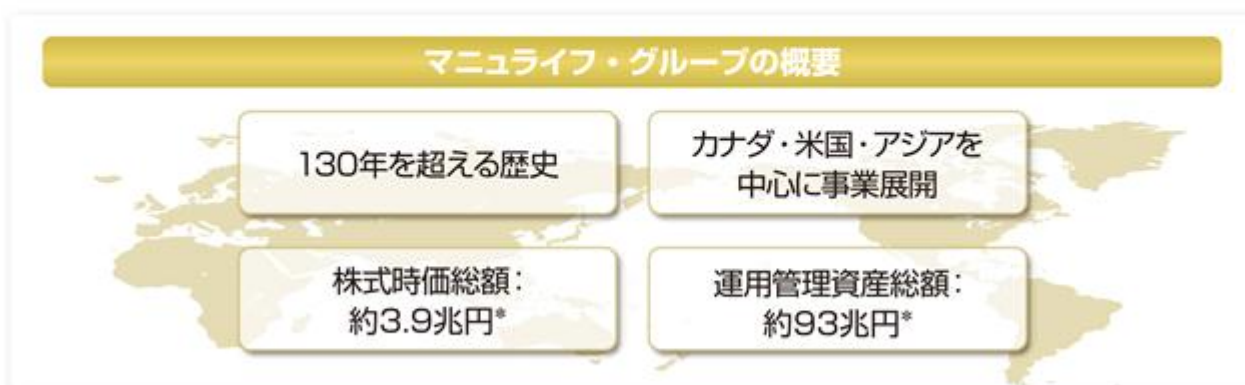 マニュライフ・グループの概要
130年を超える歴史
カナダ・米国・アジアを
中心に事業展開
株式時価総額:
約3.9兆円*
運用管理資産総額:
約93兆円*